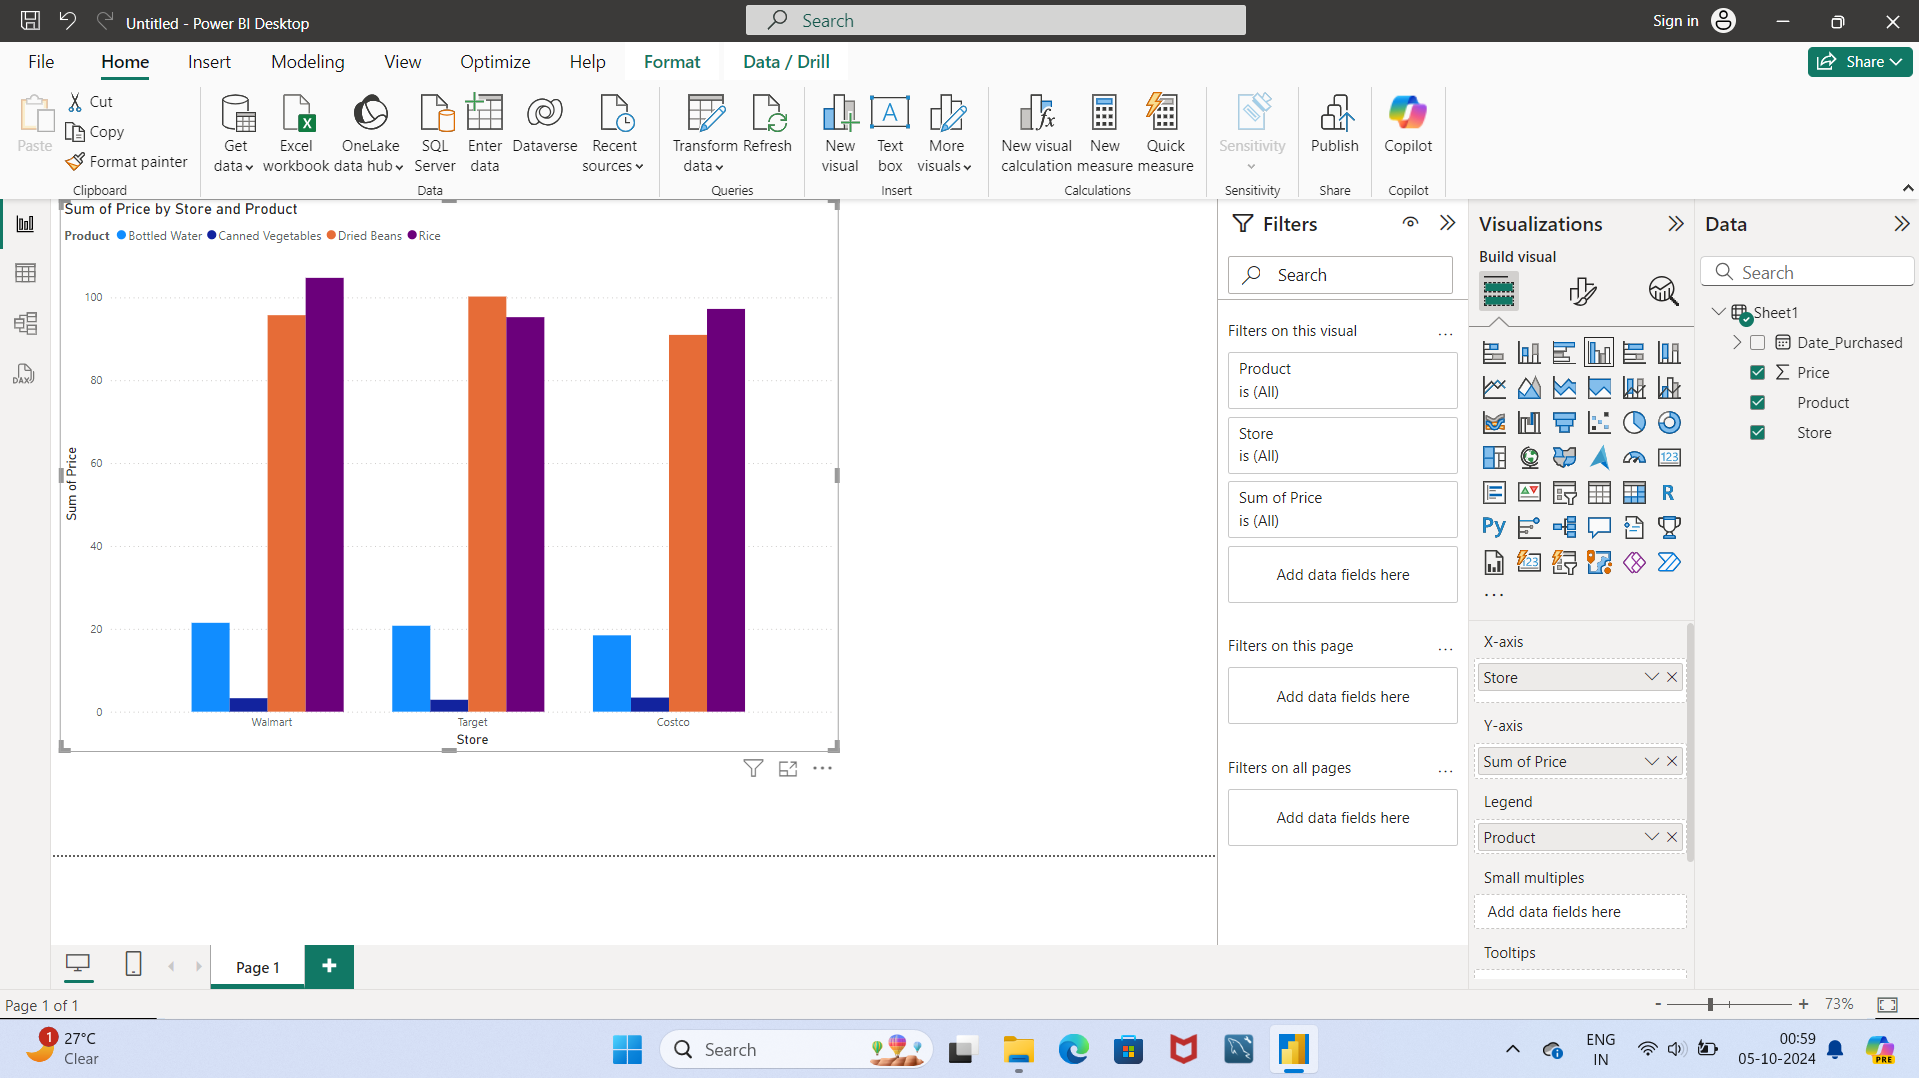 Untitled - Power BI Desktop
Search
Sign in
File Home Insert Modeling View Optimize Help Format Data / Drill
Share
Paste
Cut
Copy
Format painter
Clipboard
Get data
Excel workbook
OneLake data hub
SQL Server
Enter data
Dataverse
Recent sources
Data
Transform data
Refresh
Queries
New visual
A
Text box
More visuals
Insert
New visual calculation
New measure
Quick measure
Calculations
Sensitivity
Sensitivity
Publish
Share
Copilot
Copilot
DAX
Sum of Price by Store and Product
Product Bottled Water Canned Vegetables Dried Beans Rice
Sum of Price
100
80
60
40
20
0
Walmart Target Costco
Store
Filters
Search
Filters on this visual
Product
is (All)
Store
is (All)
Sum of Price
is (All)
Add data fields here
Filters on this page
Add data fields here
Filters on all pages
Add data fields here
Visualizations
Build visual
123
R
Py
123
X-axis
Store
Y-axis
Sum of Price
Legend
Product
Small multiples
Add data fields here
Tooltips
Data
Search
Sheet1
Date_Purchased
Price
Product
Store
Page 1
Page 1 of 1
73%
1
27°C
Clear
Search
ENG
IN
00:59
05-10-2024
PRE